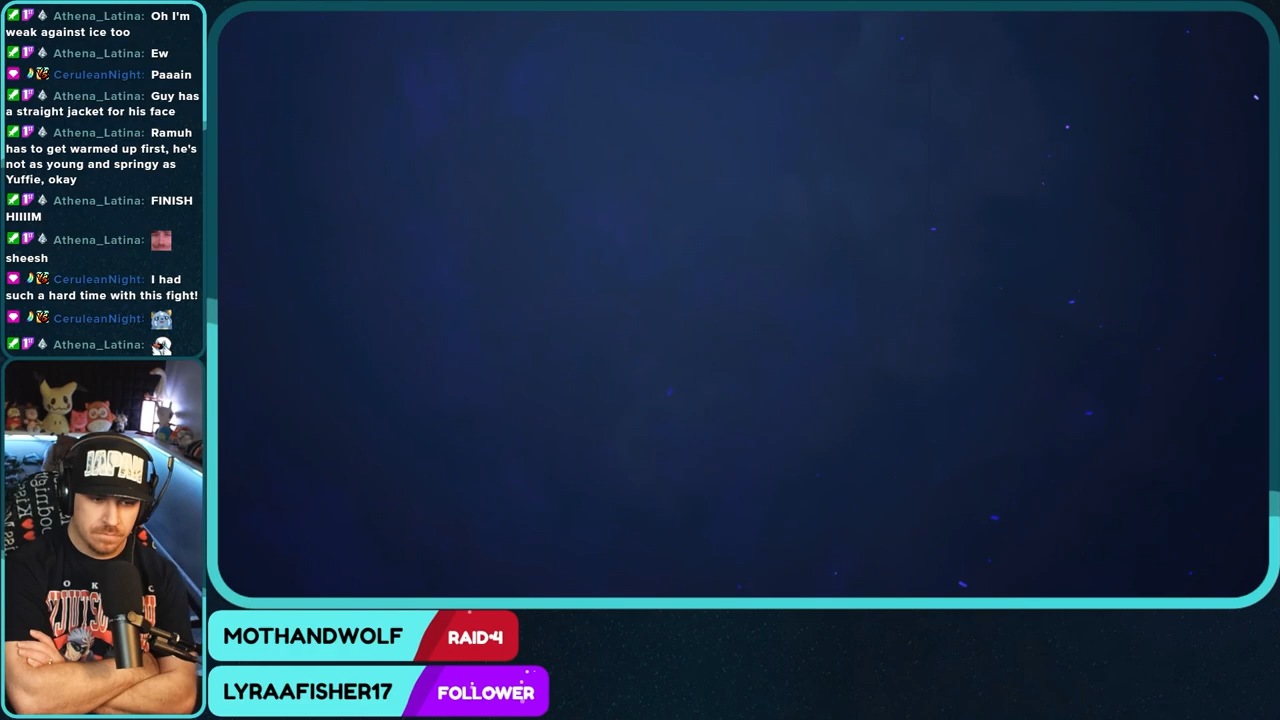 Athena_Latina: Oh I'm
weak against ice too
Athena_Latina: Ew
CeruleanNight: Paaain
Athena_Latina: Guy has
a straight jacket for his face
Athena_Latina: Ramuh
has to get warmed up first, he's
not as young and springy as
Yuffie, okay
Athena_Latina: FINISH
HIIIIM
Athena_Latina:
sheesh
CeruleanNight: I had
such a hard time with this fight!
CeruleanNight:
Athena_Latina:
JAPAN
MOTHANDWOLF RAID·4
LYRAAFISHER17 FOLLOWER